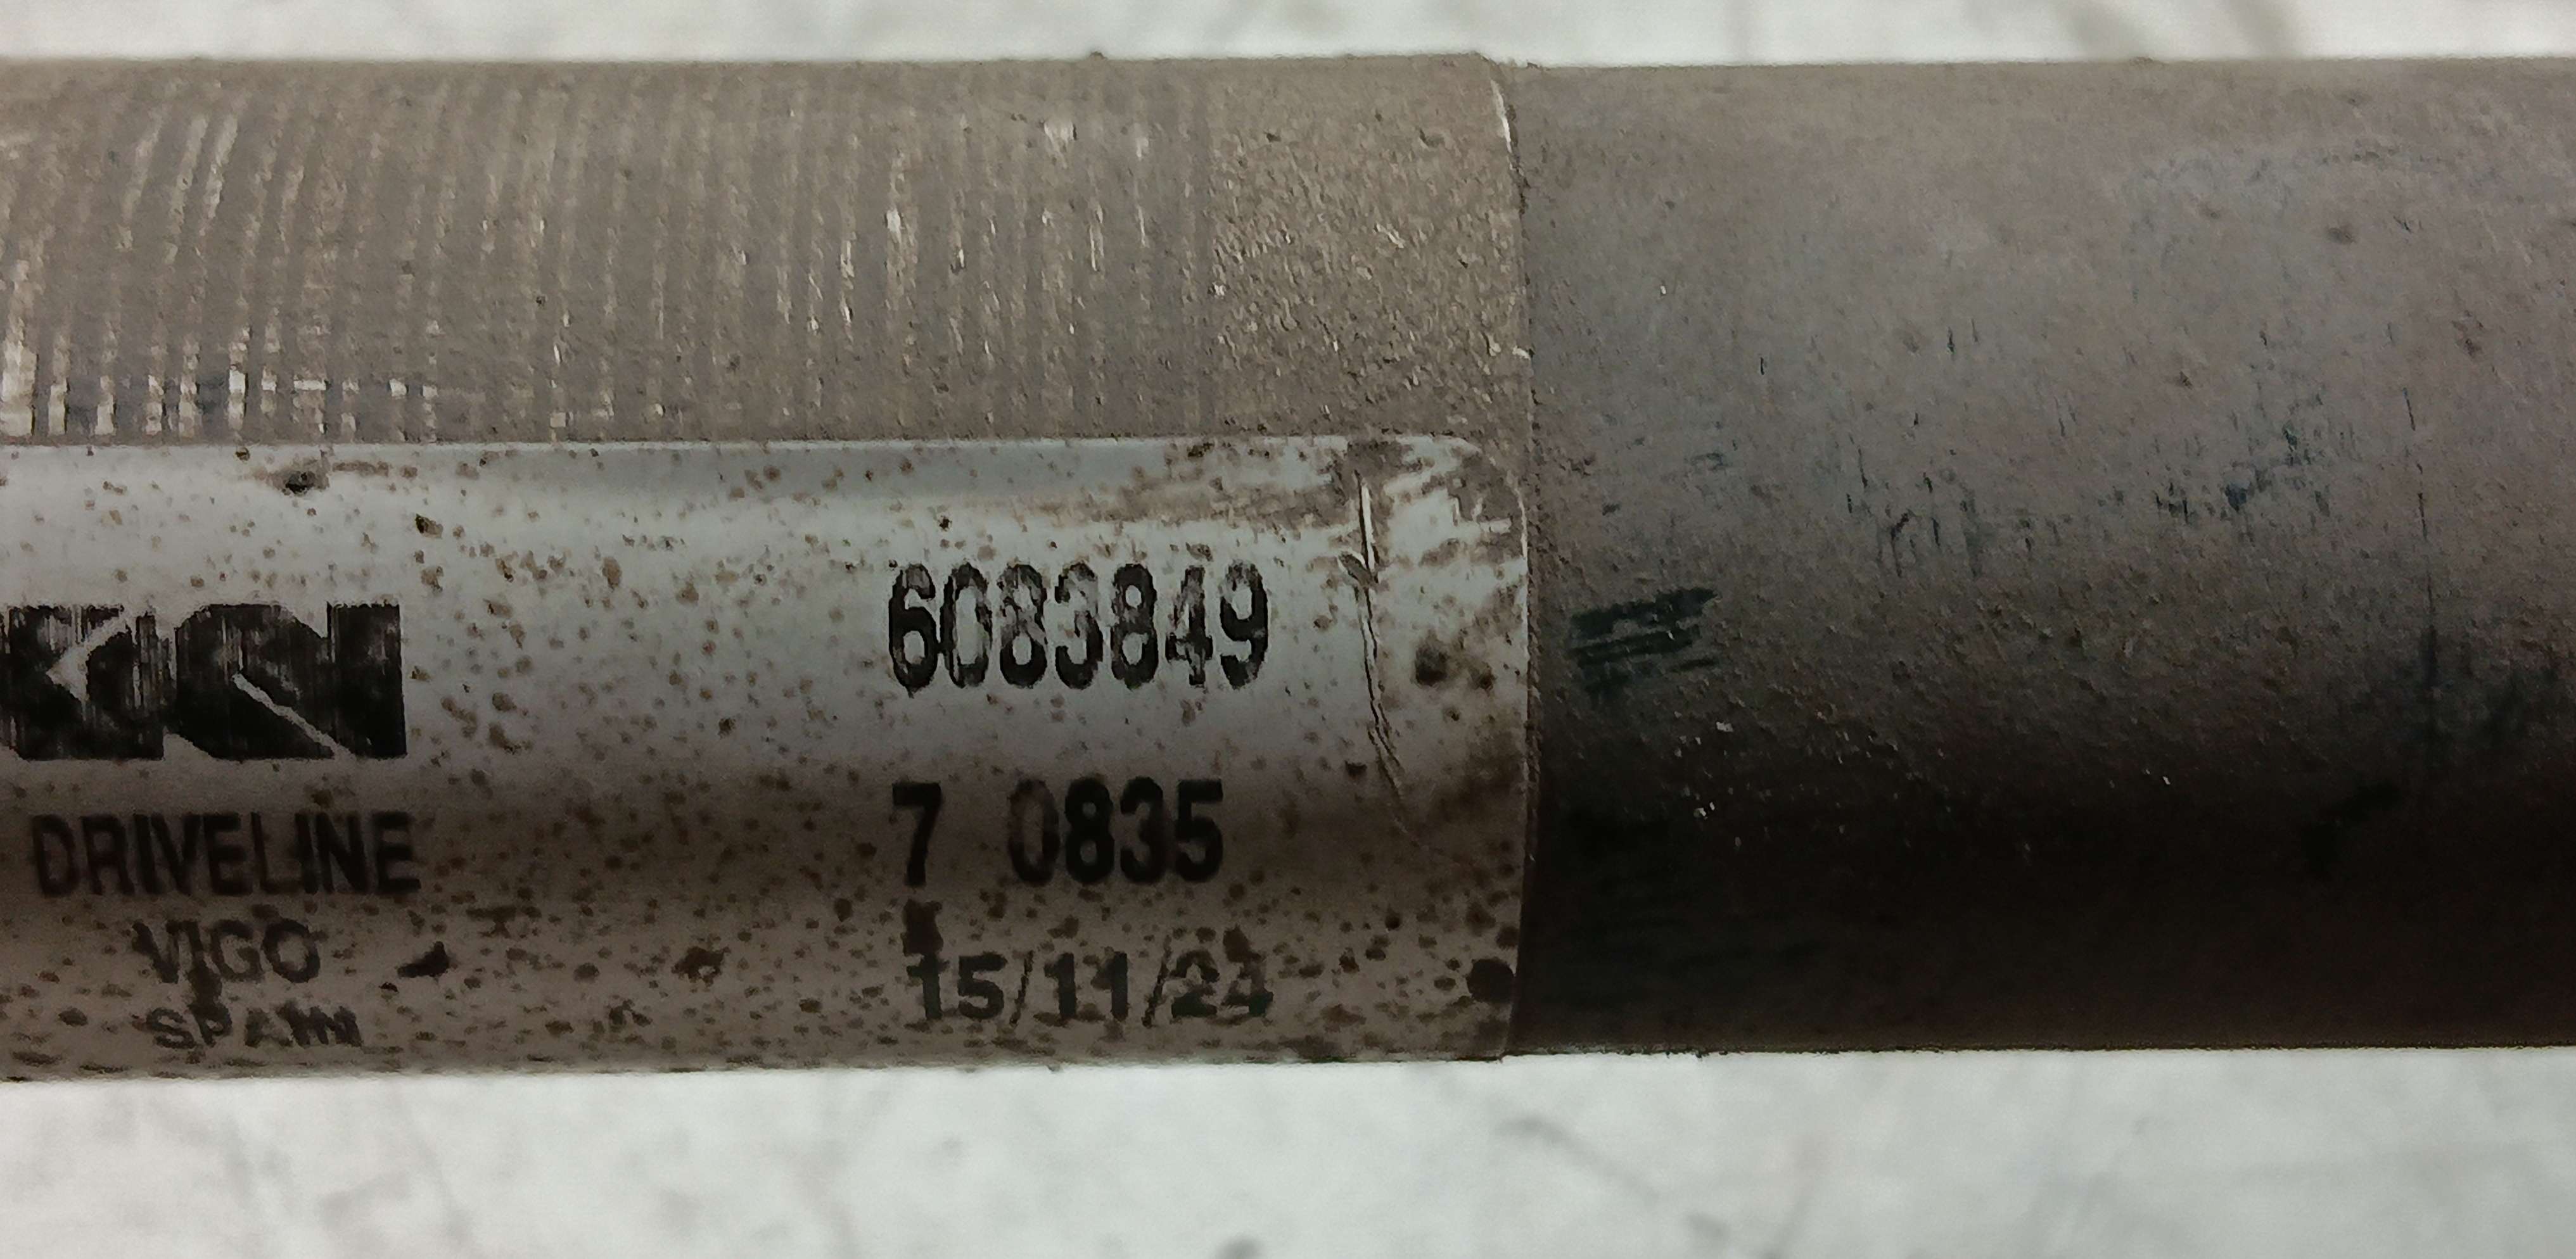 GKN
6083849
DRIVELINE
7 0835
VIGO
15/11/24
SPAIN